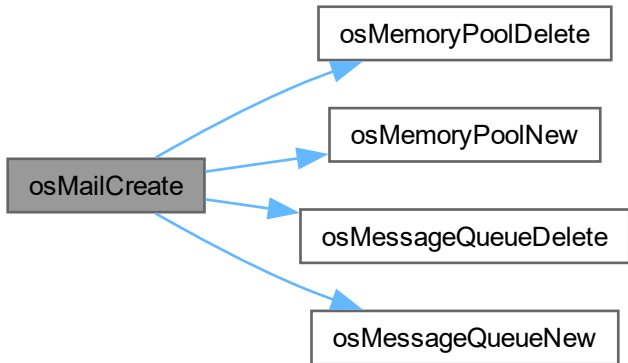 osMemoryPoolDelete
osMemoryPoolNew
osMailCreate
osMessageQueueDelete
osMessageQueueNew